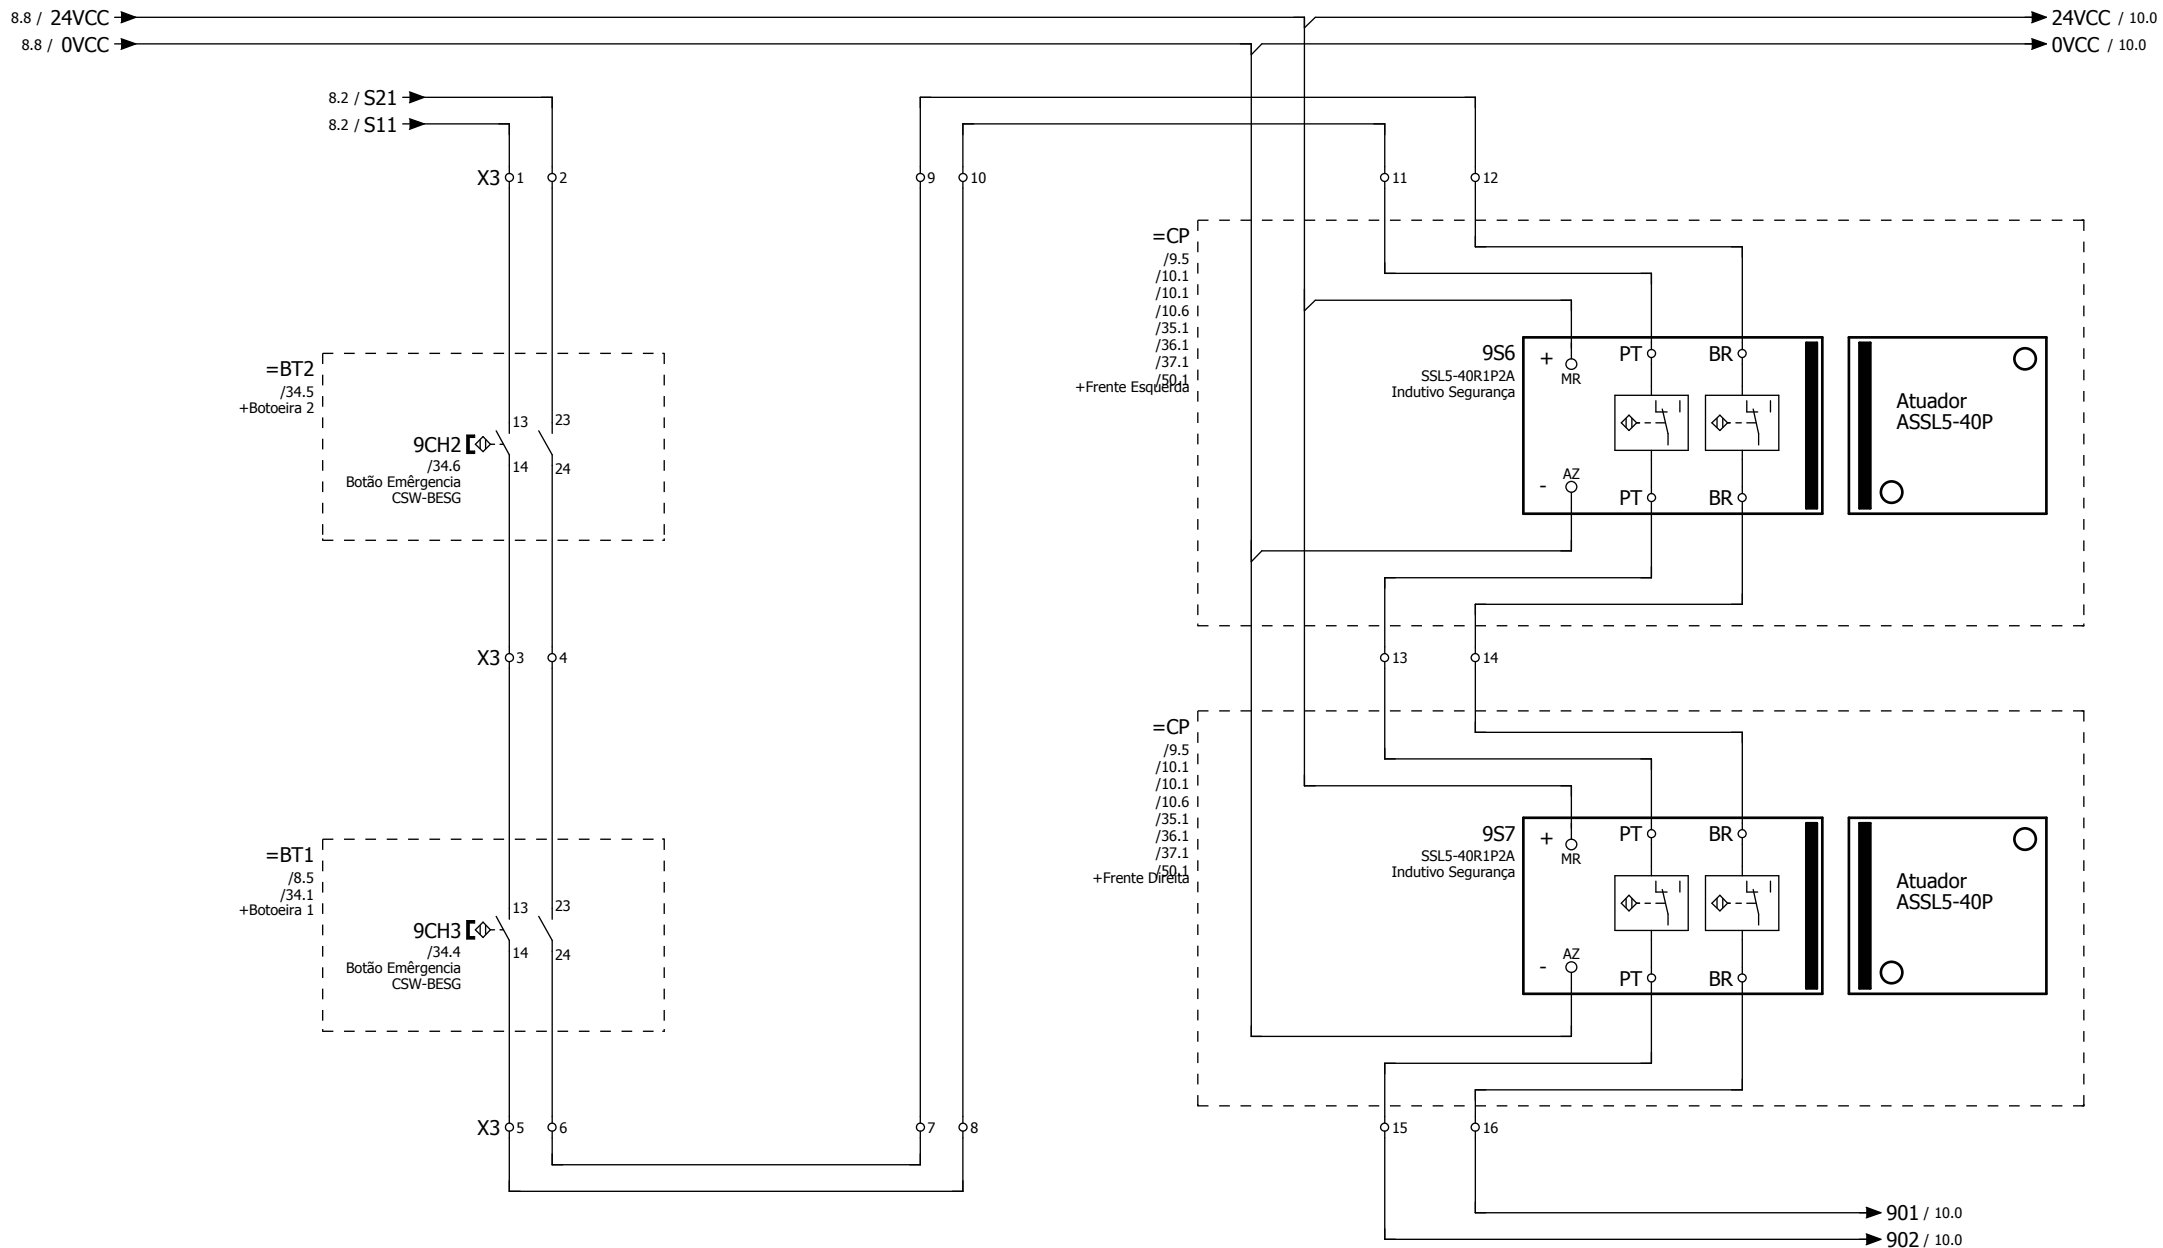 8.8 / 24VCC
24VCC / 10.0
8.8 / 0VCC
0VCC / 10.0
8.2 / S21
8.2 / S11
X3 1 2
9 10
11 12
=CP
/9.5
/10.1
/10.1
/10.6
/35.1
/36.1
/37.1
/50.1
+Frente Esquerda
9S6
SSL5-40R1P2A
Indutivo Segurança
+
MR
PT
BR
-
AZ
PT
BR
Atuador
ASSL5-40P
=BT2
/34.5
+Botoeira 2
9CH2
/34.6
Botão Emêrgencia
CSW-BESG
13
14
23
24
X3 3 4
13 14
=CP
/9.5
/10.1
/10.1
/10.6
/35.1
/36.1
/37.1
/50.1
+Frente Direita
9S7
SSL5-40R1P2A
Indutivo Segurança
+
MR
PT
BR
-
AZ
PT
BR
Atuador
ASSL5-40P
=BT1
/8.5
/34.1
+Botoeira 1
9CH3
/34.4
Botão Emêrgencia
CSW-BESG
13
14
23
24
X3 5 6
7 8
15 16
901 / 10.0
902 / 10.0